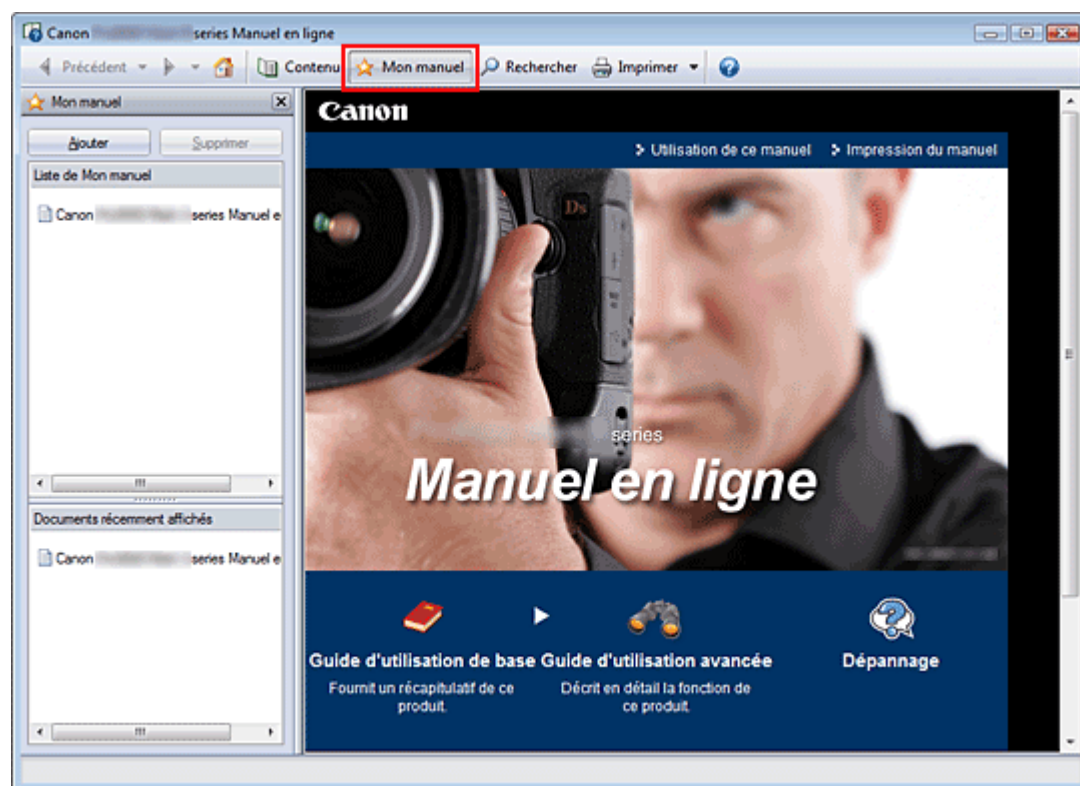 Canon series Manuel en ligne
Précédent Contenu Mon manuel Rechercher Imprimer
Mon manuel
Ajouter Supprimer
Liste de Mon manuel
Canon series Manuel e
Documents récemment affichés
Canon series Manuel e
Canon
Utilisation de ce manuel Impression du manuel
Ds
series
Manuel en ligne
Guide d'utilisation de base
Fournit un récapitulatif de ce
produit.
Guide d'utilisation avancée
Décrit en détail la fonction de
ce produit.
Dépannage